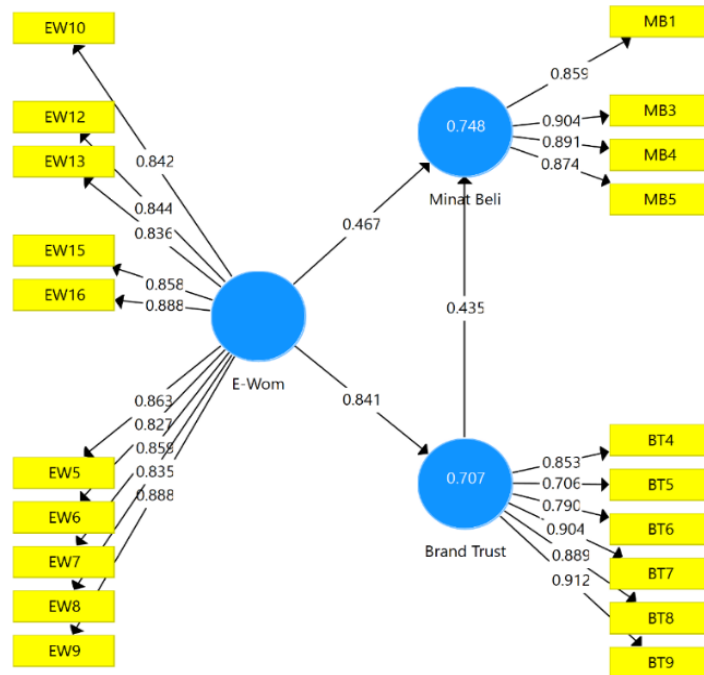 EW10
MB1
0.859
EW12
0.748
0.904
MB3
EW13
0.842
0.891
MB4
0.874
Minat Beli
MB5
0.844
0.467
0.836
EW15
0.858
EW16
0.888
0.435
E-Wom
0.841
0.863
0.827
0.859
0.835
0.888
EW5
EW6
EW7
EW8
EW9
0.707
Brand Trust
0.853
BT4
0.706
BT5
0.790
BT6
0.904
BT7
0.889
BT8
0.912
BT9